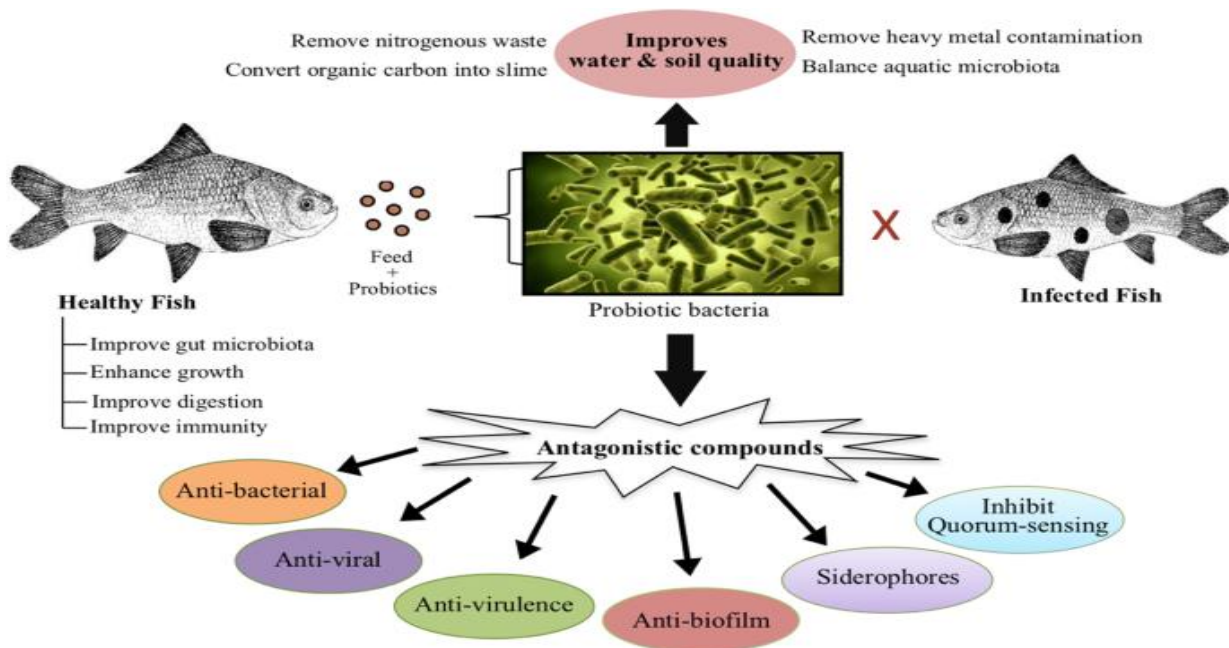 Remove nitrogenous waste
Convert organic carbon into slime
Improves
water & soil quality
Remove heavy metal contamination
Balance aquatic microbiota
Feed
+
Probiotics
X
Healthy Fish
Infected Fish
Probiotic bacteria
Improve gut microbiota
Enhance growth
Improve digestion
Improve immunity
Antagonistic compounds
Anti-bacterial
Anti-viral
Anti-virulence
Anti-biofilm
Siderophores
Inhibit
Quorum-sensing